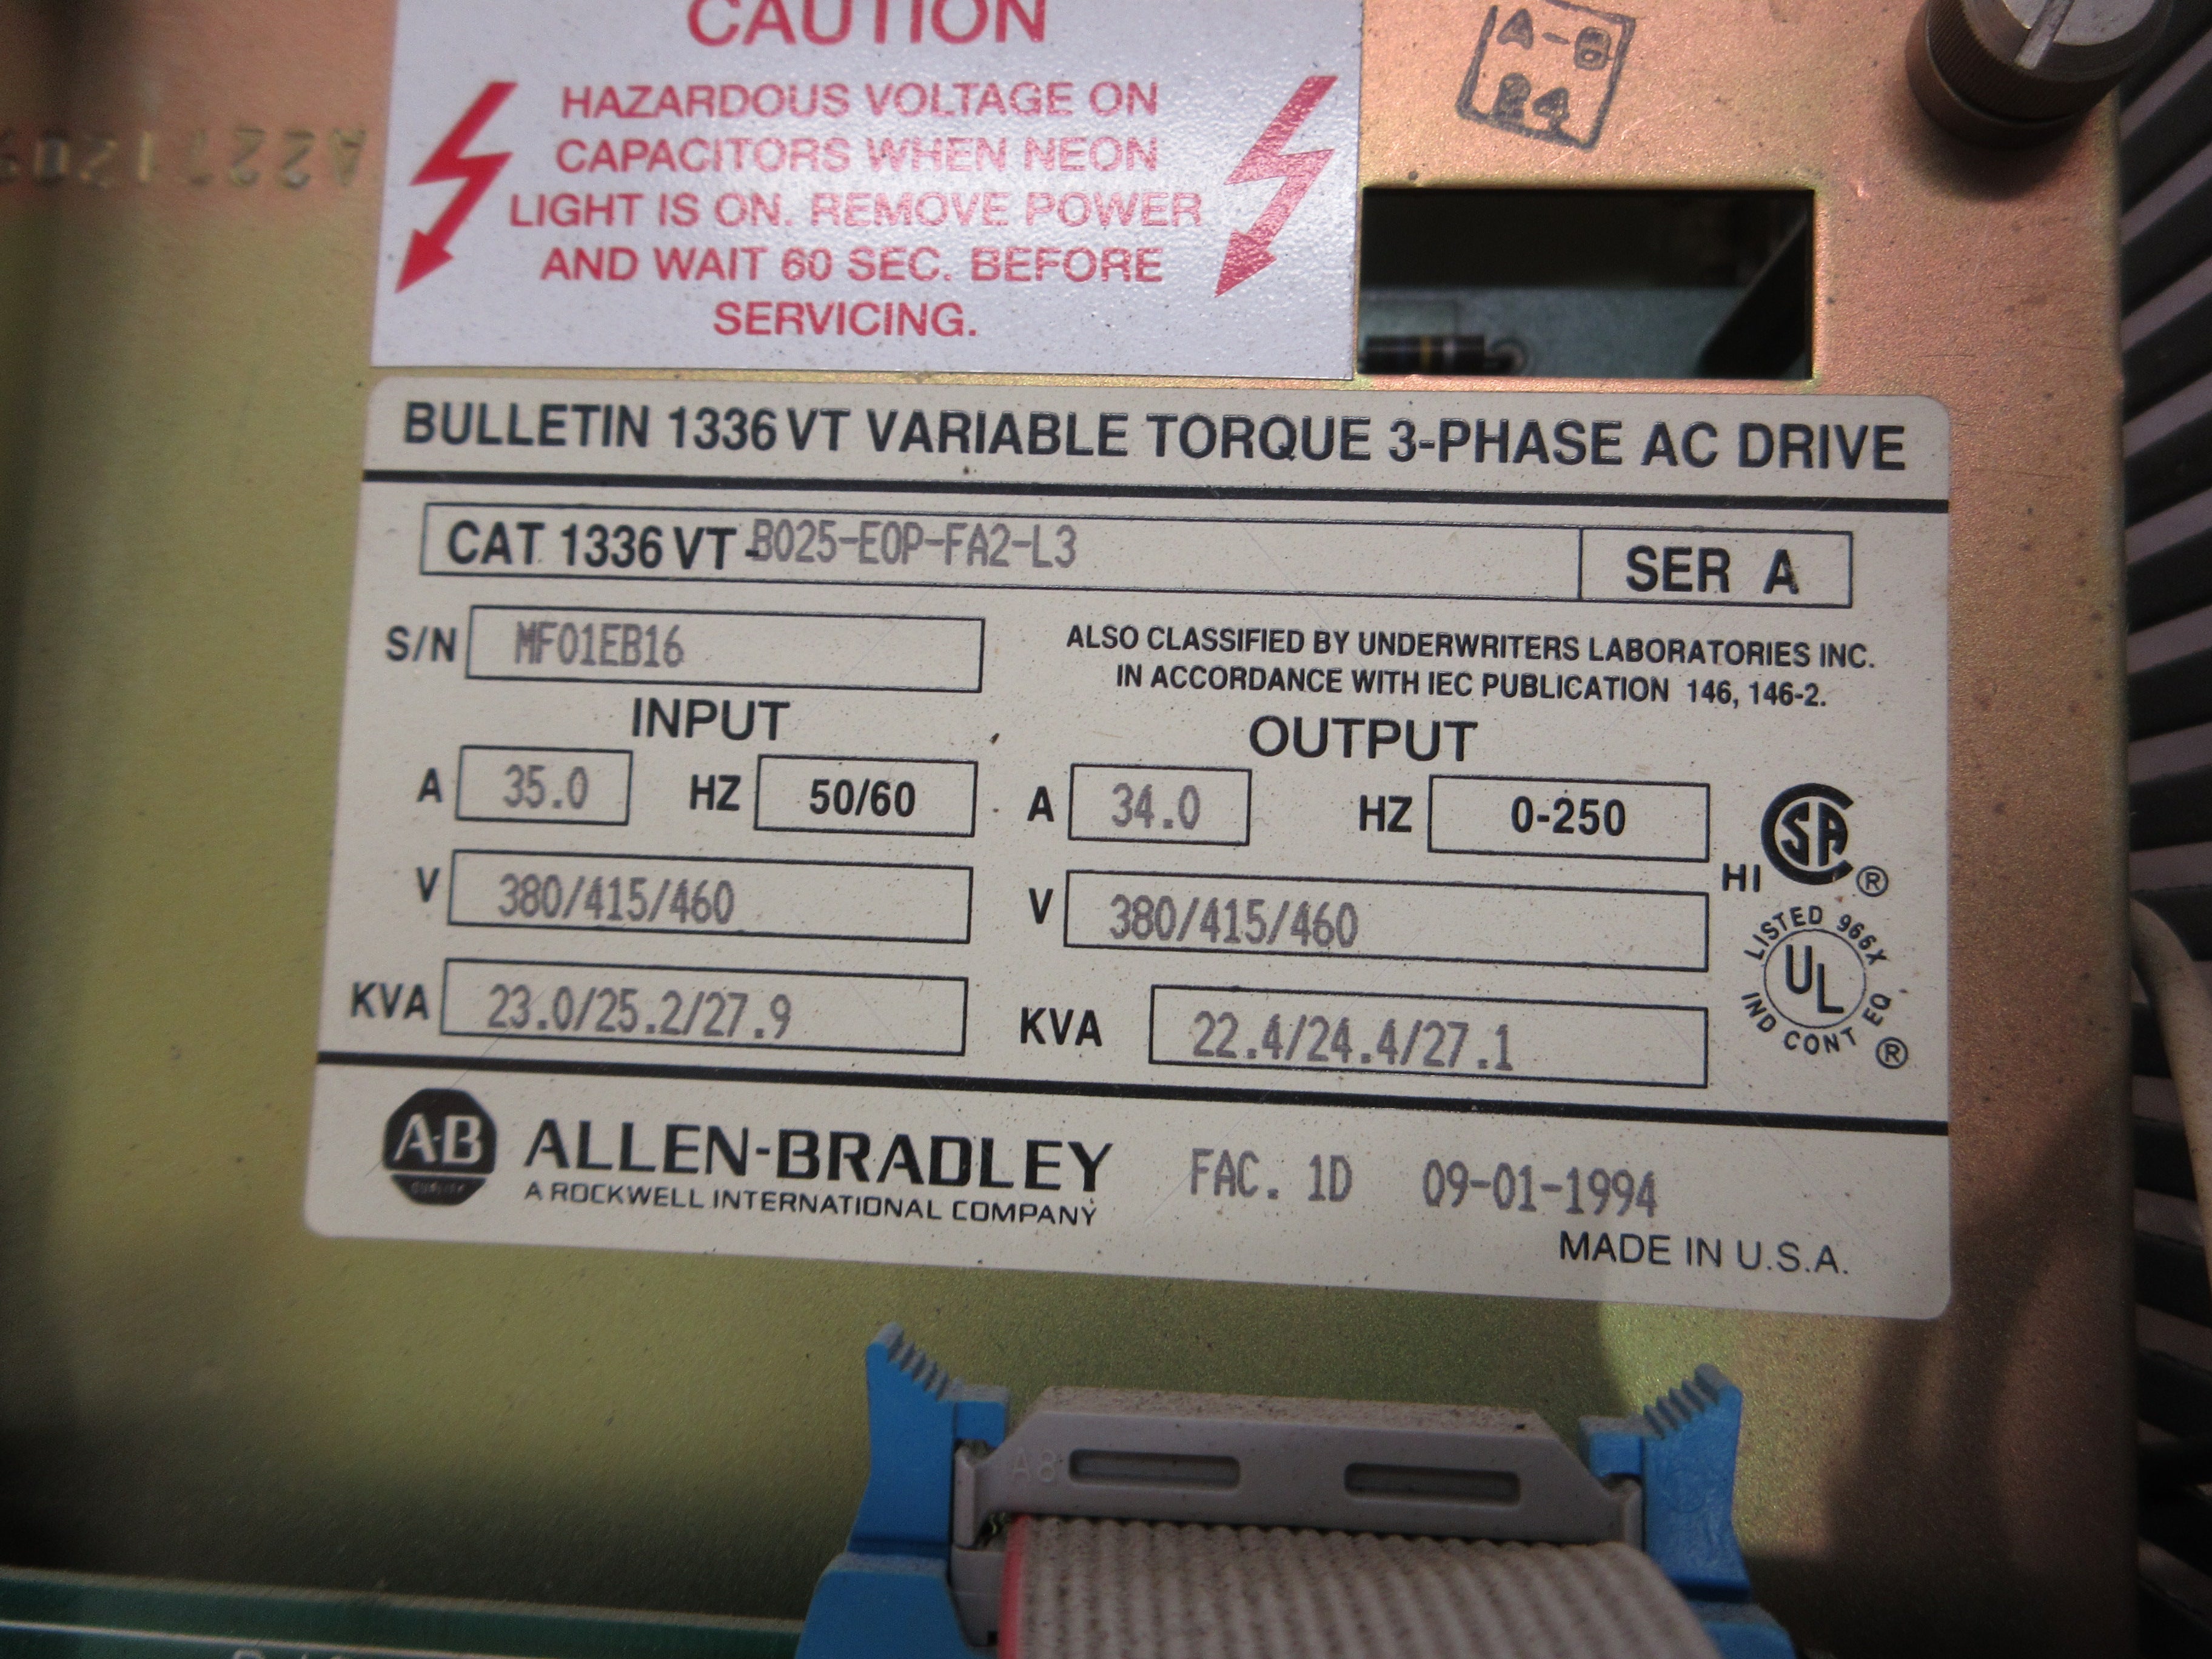 CAUTION
HAZARDOUS VOLTAGE ON
CAPACITORS WHEN NEON
LIGHT IS ON. REMOVE POWER
AND WAIT 60 SEC. BEFORE
SERVICING.
A-B
24
BULLETIN 1336 VT VARIABLE TORQUE 3-PHASE AC DRIVE
CAT 1336 VT-B025-EOP-FA2-L3 SER A
S/N MF01EB16
ALSO CLASSIFIED BY UNDERWRITERS LABORATORIES INC.
IN ACCORDANCE WITH IEC PUBLICATION 146, 146-2.
INPUT OUTPUT
A 35.0 HZ 50/60 A 34.0 HZ 0-250
V 380/415/460 V 380/415/460
KVA 23.0/25.2/27.9 KVA 22.4/24.4/27.1
HI SA ®
LISTED 966X
UL
IND CONT EQ ®
A-B
QUALITY
ALLEN-BRADLEY
A ROCKWELL INTERNATIONAL COMPANY
FAC. 1D 09-01-1994
MADE IN U.S.A.
A8